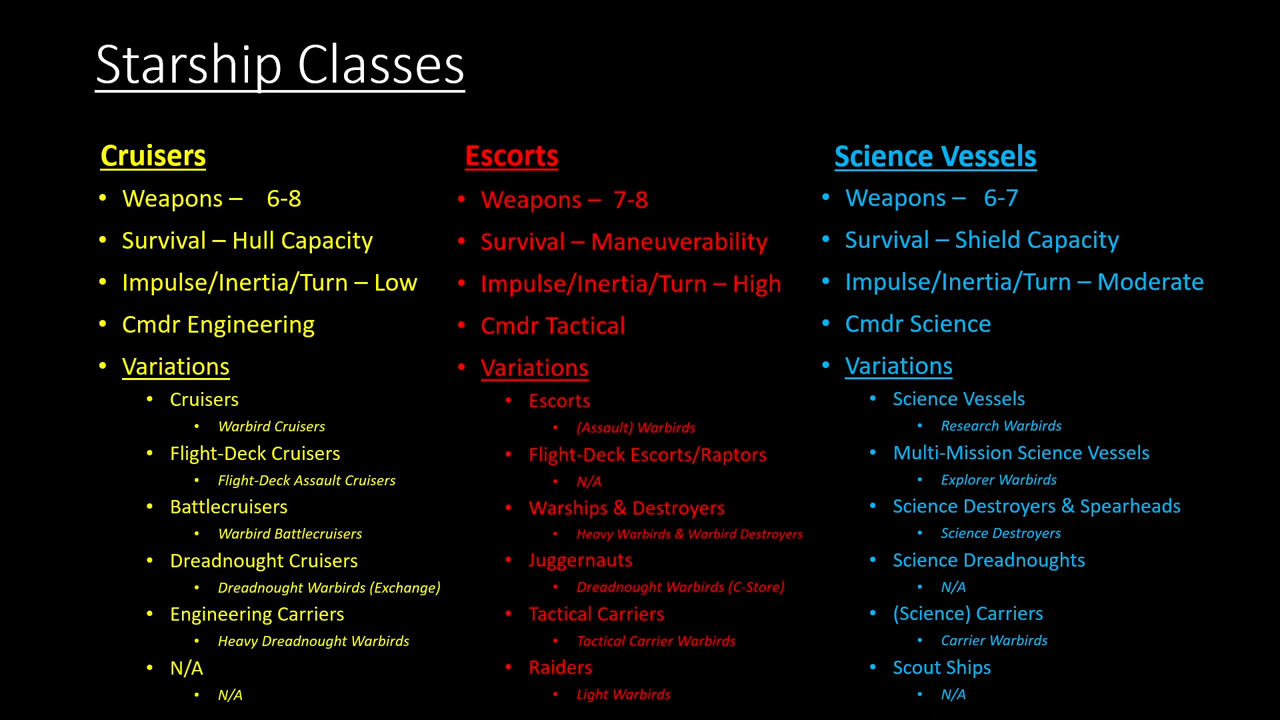 Starship Classes
Cruisers
• Weapons – 6-8
• Survival – Hull Capacity
• Impulse/Inertia/Turn – Low
• Cmdr Engineering
• Variations
• Cruisers
• Warbird Cruisers
• Flight-Deck Cruisers
• Flight-Deck Assault Cruisers
• Battlecruisers
• Warbird Battlecruisers
• Dreadnought Cruisers
• Dreadnought Warbirds (Exchange)
• Engineering Carriers
• Heavy Dreadnought Warbirds
• N/A
• N/A
Escorts
• Weapons – 7-8
• Survival – Maneuverability
• Impulse/Inertia/Turn – High
• Cmdr Tactical
• Variations
• Escorts
• (Assault) Warbirds
• Flight-Deck Escorts/Raptors
• N/A
• Warships & Destroyers
• Heavy Warbirds & Warbird Destroyers
• Juggernauts
• Dreadnought Warbirds (C-Store)
• Tactical Carriers
• Tactical Carrier Warbirds
• Raiders
• Light Warbirds
Science Vessels
• Weapons – 6-7
• Survival – Shield Capacity
• Impulse/Inertia/Turn – Moderate
• Cmdr Science
• Variations
• Science Vessels
• Research Warbirds
• Multi-Mission Science Vessels
• Explorer Warbirds
• Science Destroyers & Spearheads
• Science Destroyers
• Science Dreadnoughts
• N/A
• (Science) Carriers
• Carrier Warbirds
• Scout Ships
• N/A